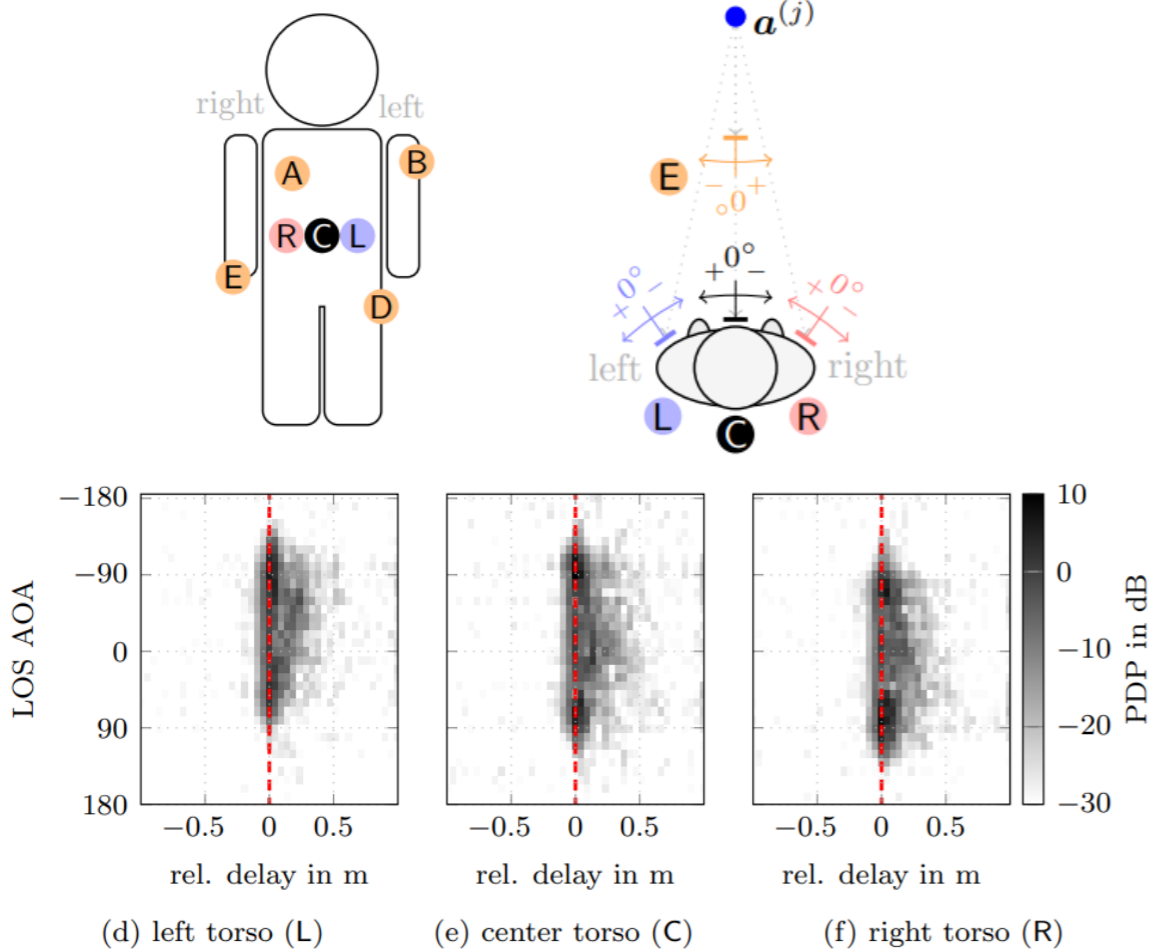 a(j)
right left
A B
R C L
E D
E
− 0° +
+ 0° −
+ 0° − + 0° −
left right
L C R
−180
−90
0
90
180
LOS AOA
−0.5 0 0.5 −0.5 0 0.5 −0.5 0 0.5
rel. delay in m rel. delay in m rel. delay in m
10
0
−10
−20
−30
PDP in dB
(d) left torso (L) (e) center torso (C) (f) right torso (R)